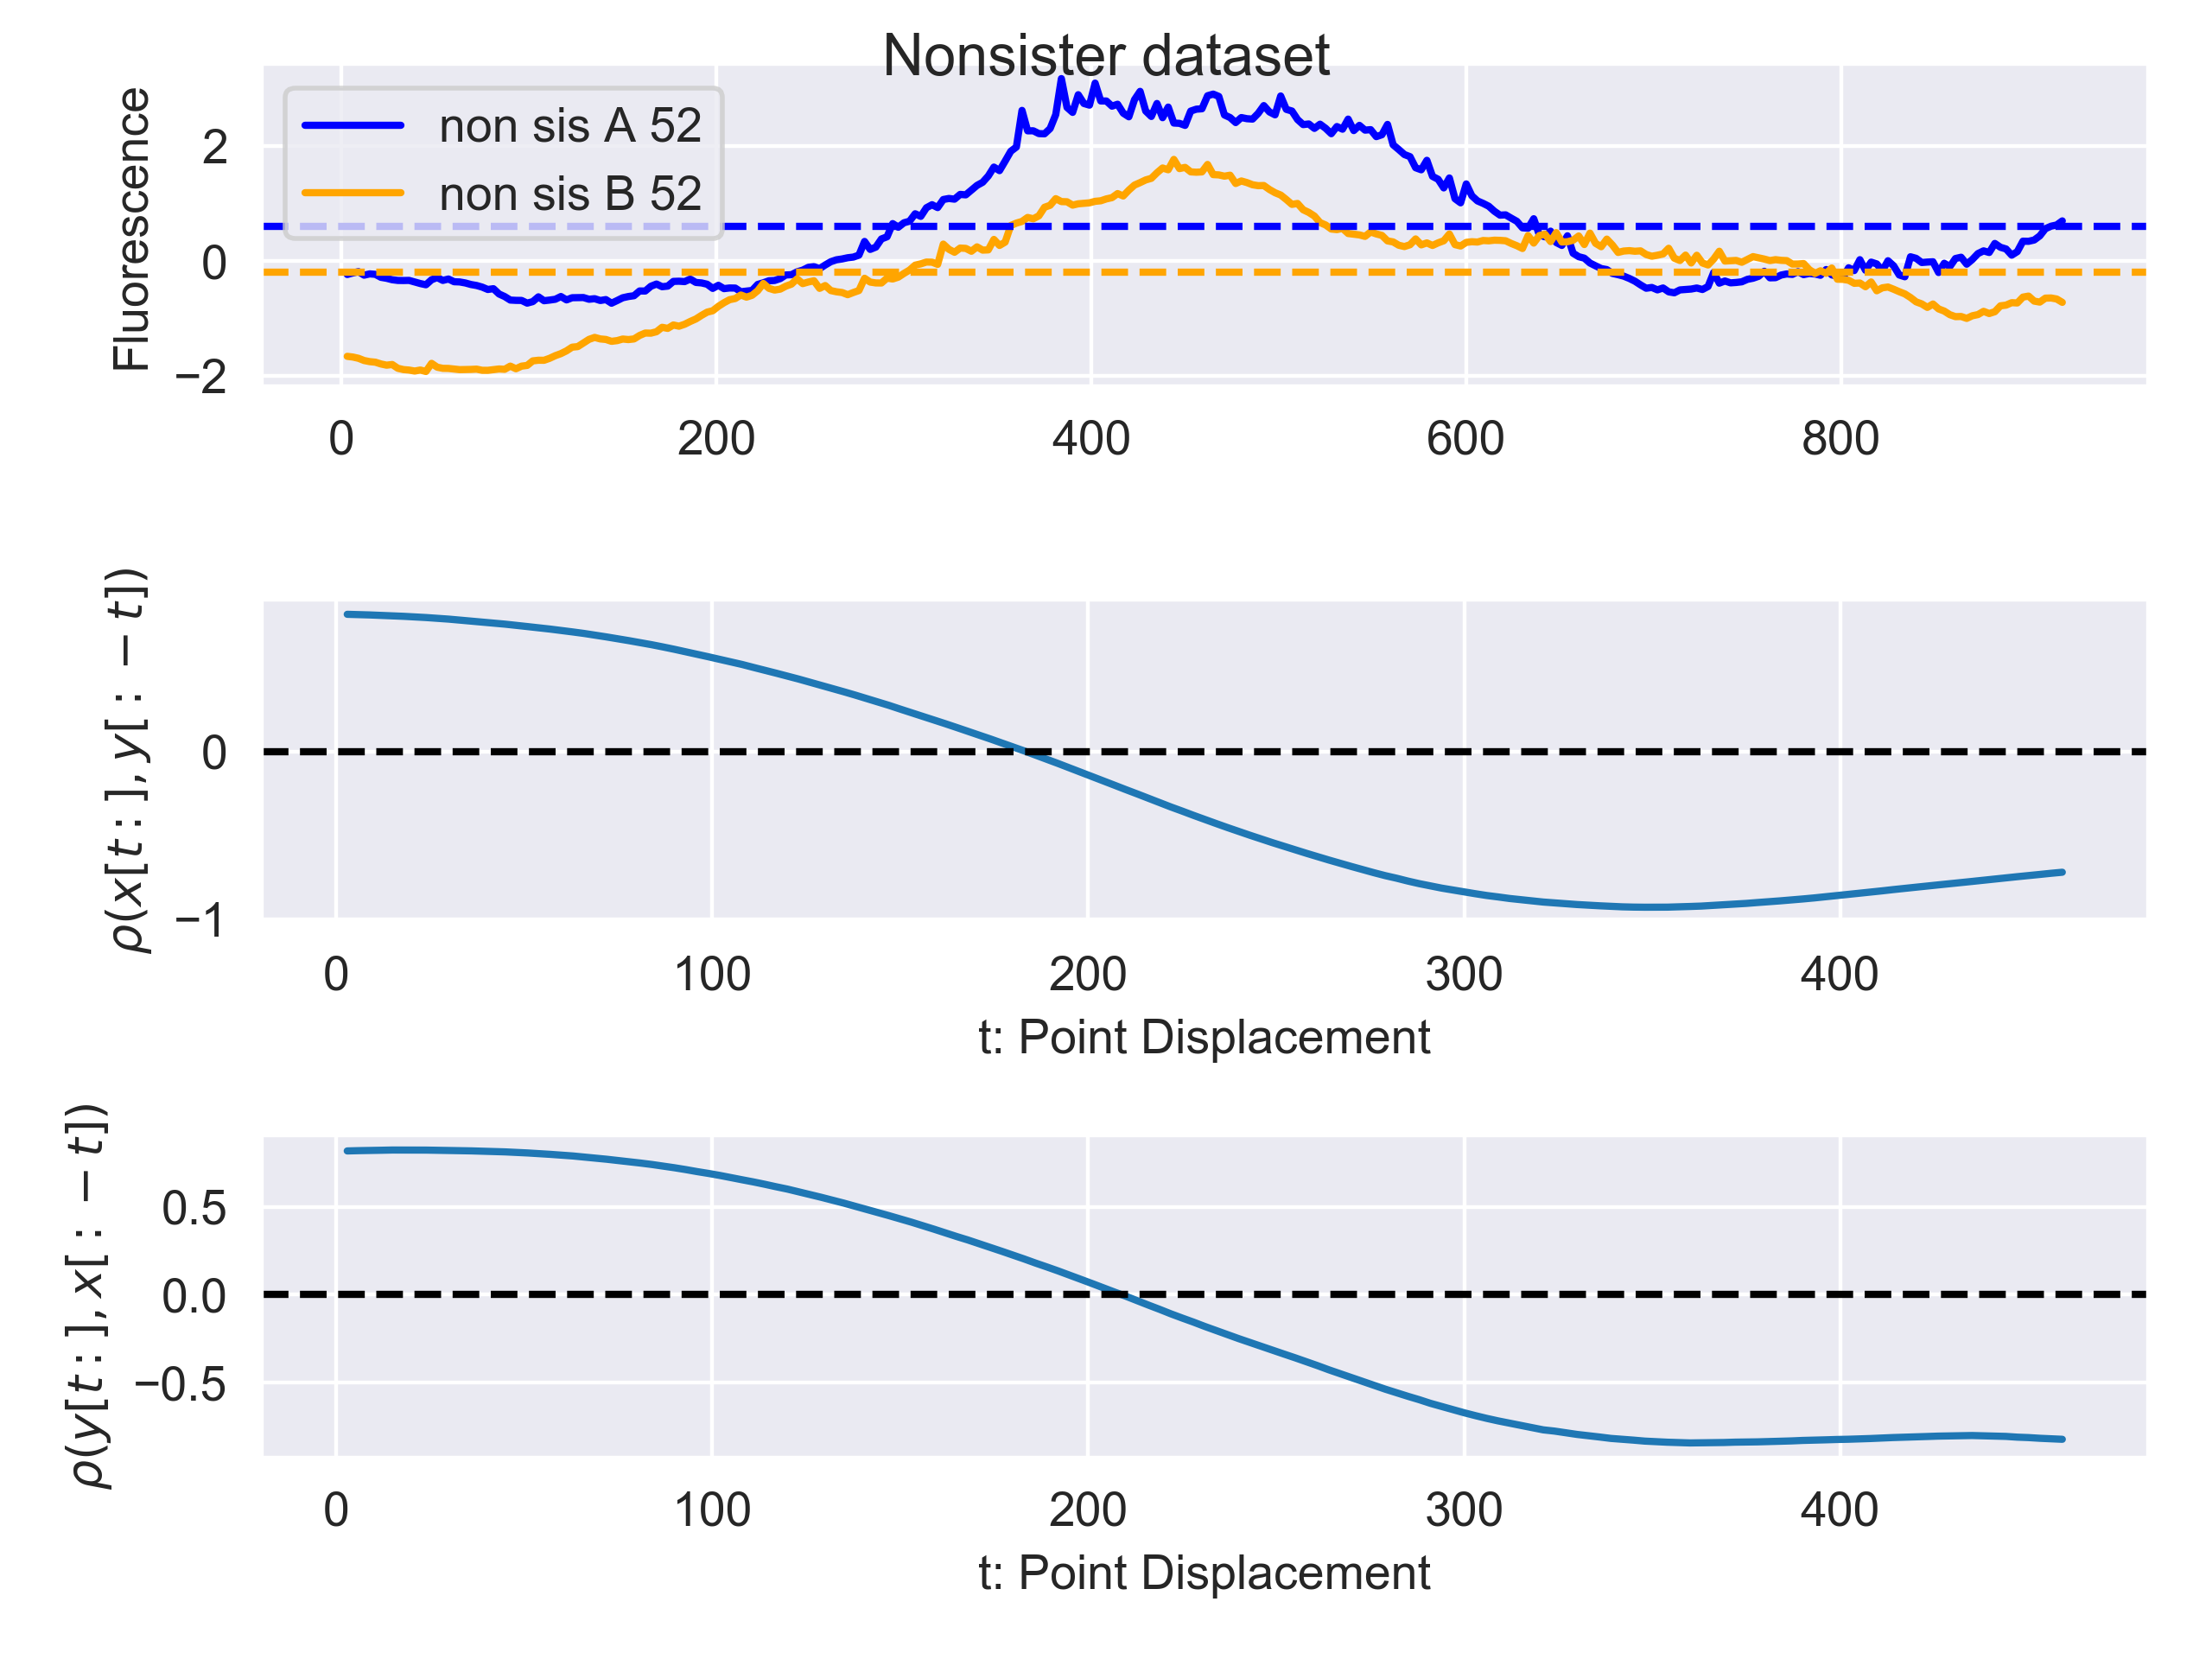 Nonsister dataset
Fluorescence
non sis A 52
non sis B 52
2
0
−2
0 200 400 600 800
ρ(x[t:],y[:−t])
0
−1
0 100 200 300 400
t: Point Displacement
ρ(y[t:],x[:−t])
0.5
0.0
−0.5
0 100 200 300 400
t: Point Displacement